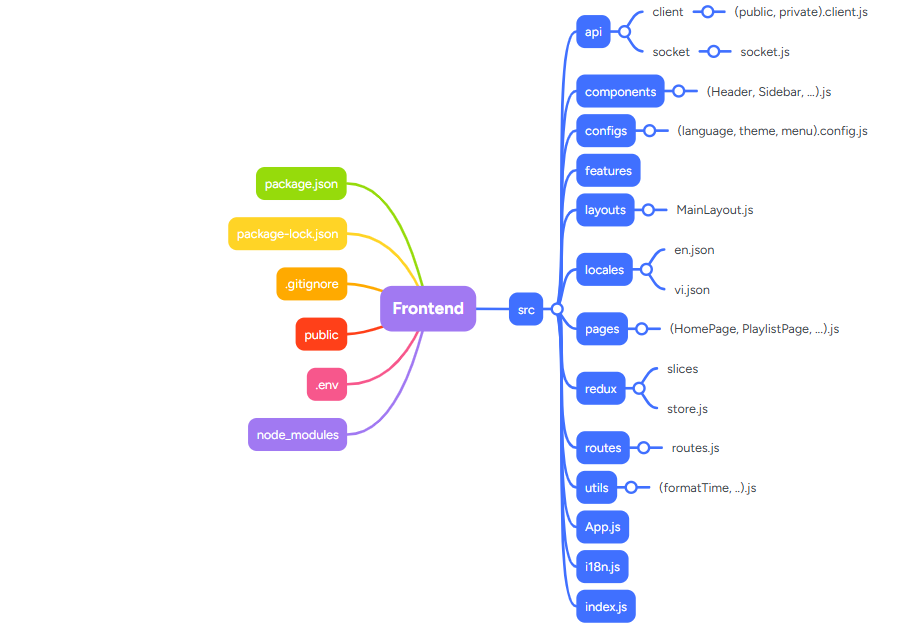 Frontend
package.json
package-lock.json
.gitignore
public
.env
node_modules
src
api
client
(public, private).client.js
socket
socket.js
components
(Header, Sidebar, ...).js
configs
(language, theme, menu).config.js
features
layouts
MainLayout.js
locales
en.json
vi.json
pages
(HomePage, PlaylistPage, ...).js
redux
slices
store.js
routes
routes.js
utils
(formatTime, ..).js
App.js
i18n.js
index.js